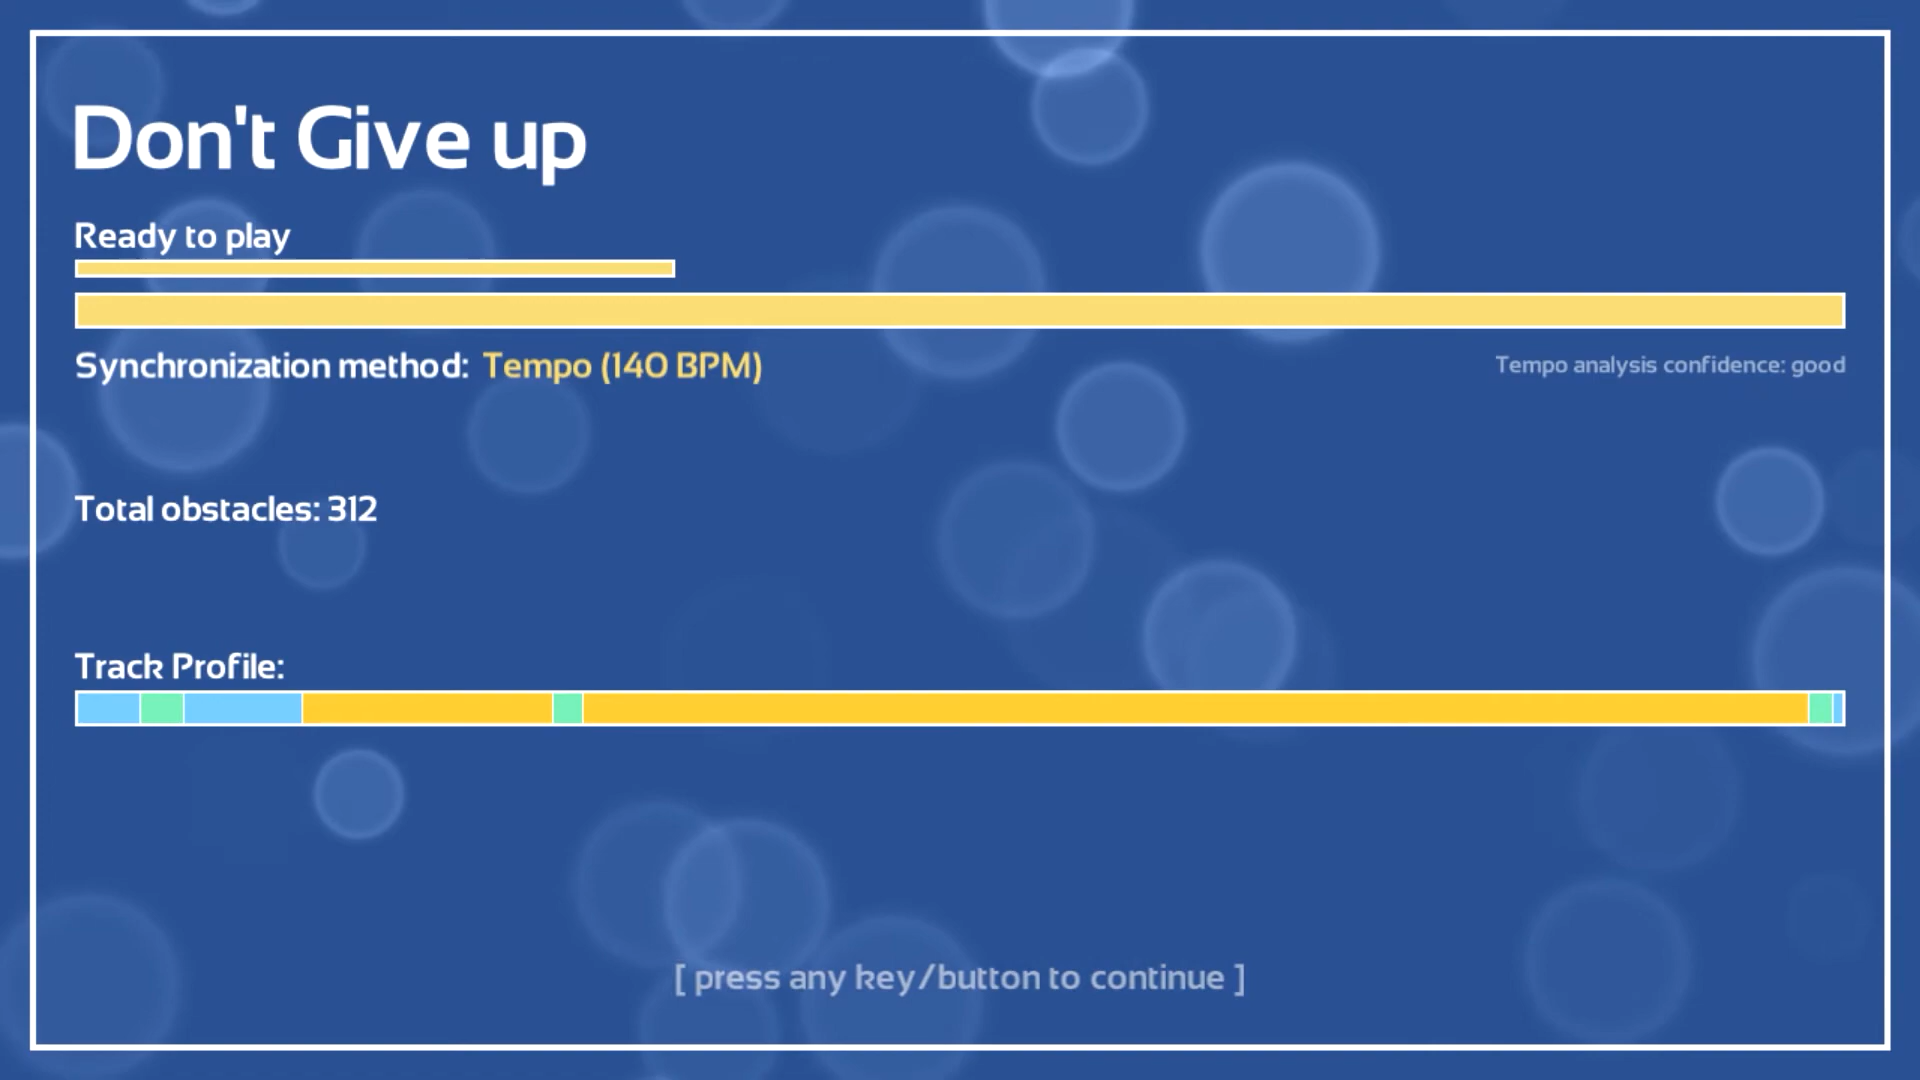 Don't Give up
Ready to play
Synchronization method: Tempo (140 BPM)
Tempo analysis confidence: good
Total obstacles: 312
Track Profile:
[ press any key/button to continue ]